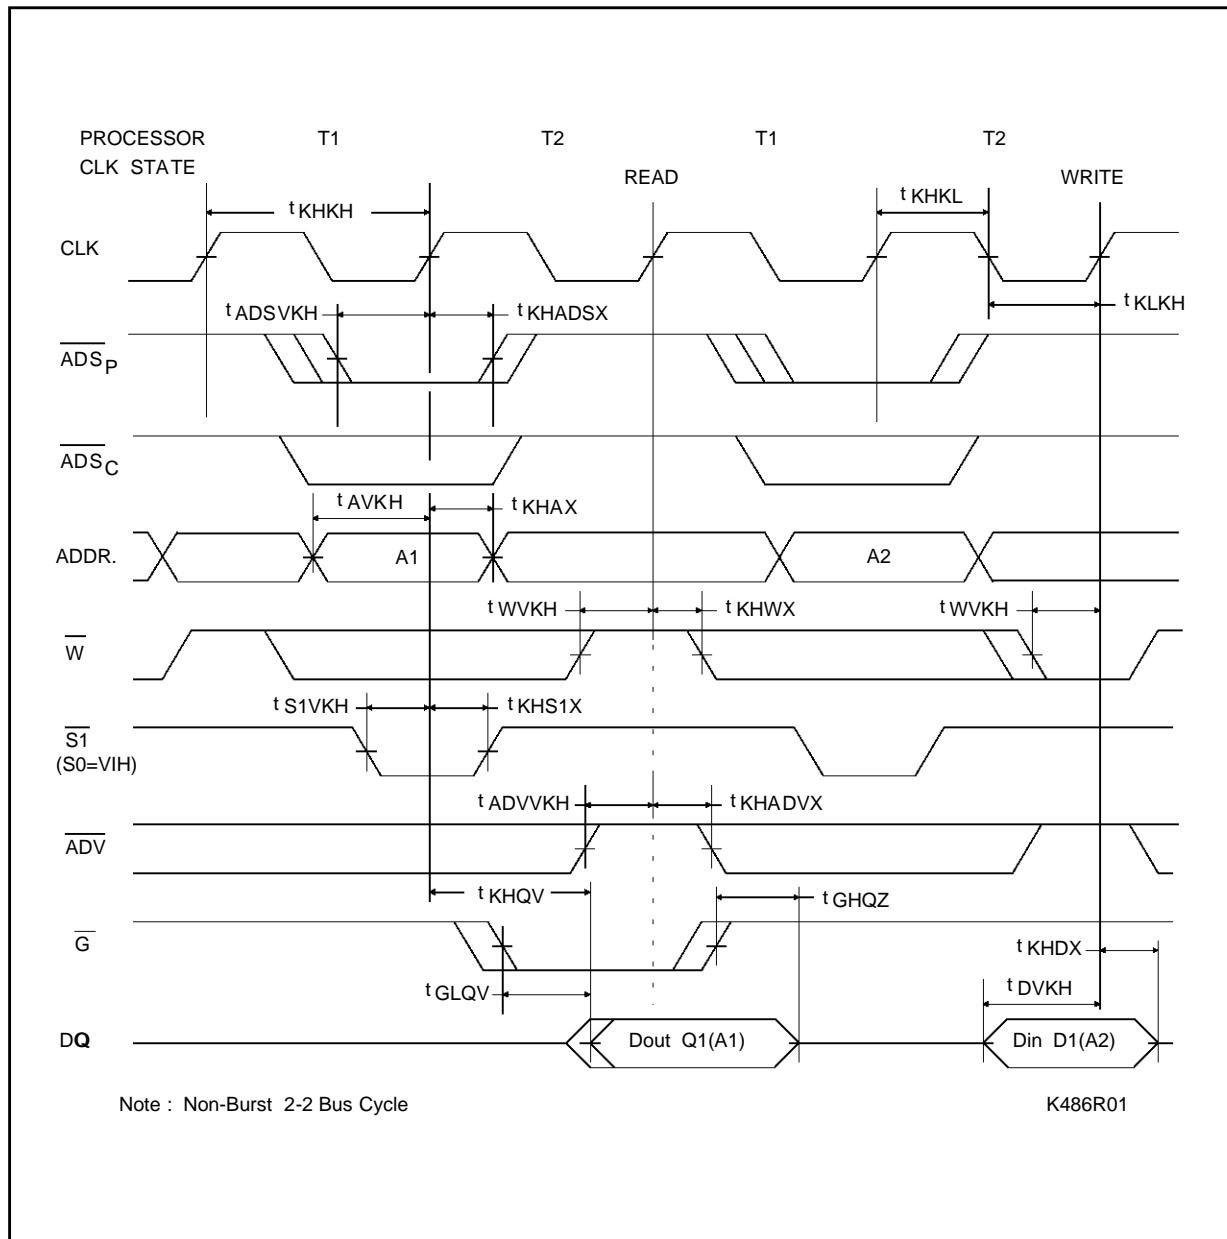 PROCESSOR T1 T2 T1 T2
CLK STATE
READ WRITE
t KHKH t KHKL
CLK
t ADSVKH t KHADSX t KLKH
ADS P
ADS C
t AVKH t KHAX
ADDR. A1 A2
t WVKH t KHWX t WVKH
W
t S1VKH t KHS1X
S1
(S0=VIH)
t ADVVKH t KHADVX
ADV
t KHQV t GHQZ
G
t KHDX
t GLQV t DVKH
DQ Dout Q1(A1) Din D1(A2)
Note : Non-Burst 2-2 Bus Cycle K486R01